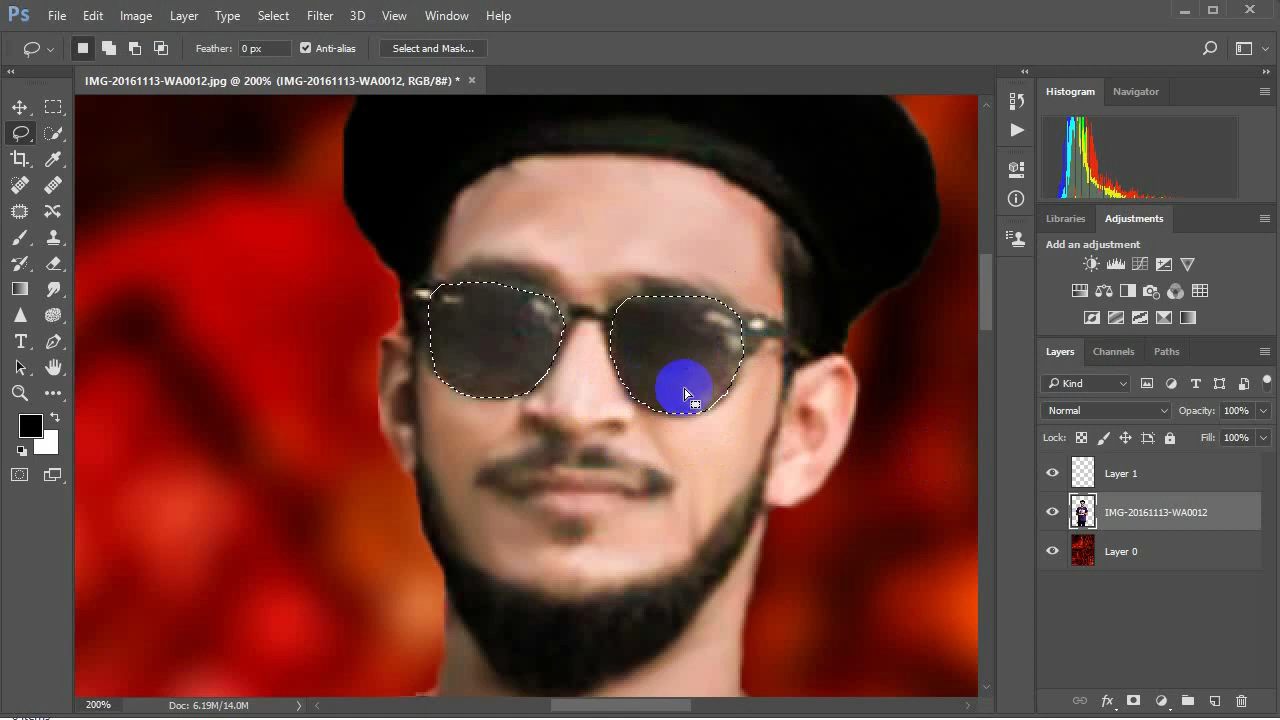 Ps File Edit Image Layer Type Select Filter 3D View Window Help
Feather: 0 px Anti-alias Select and Mask...
IMG-20161113-WA0012.jpg @ 200% (IMG-20161113-WA0012, RGB/8#) *
Histogram Navigator
Libraries Adjustments
Add an adjustment
Layers Channels Paths
Kind
Normal Opacity: 100%
Lock: Fill: 100%
Layer 1
IMG-20161113-WA0012
Layer 0
200% Doc: 6.19M/14.0M